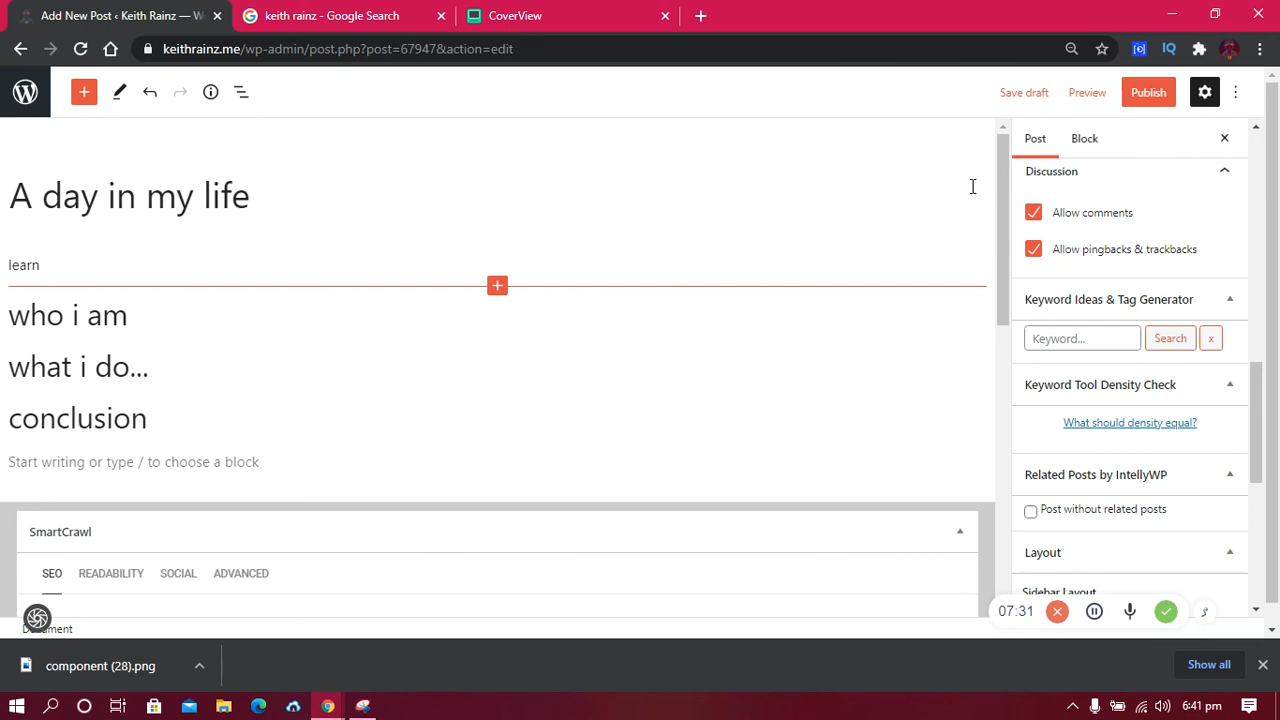 Add New Post ‹ Keith Rainz — W
keith rainz - Google Search
CoverView
keithrainz.me/wp-admin/post.php?post=67947&action=edit
Save draft
Preview
Publish
A day in my life
learn
who i am
what i do...
conclusion
Start writing or type / to choose a block
SmartCrawl
SEO
READABILITY
SOCIAL
ADVANCED
Document
Post
Block
Discussion
Allow comments
Allow pingbacks & trackbacks
Keyword Ideas & Tag Generator
Keyword...
Search
x
Keyword Tool Density Check
What should density equal?
Related Posts by IntellyWP
Post without related posts
Layout
Sidebar Layout
07:31
component (28).png
Show all
6:41 pm